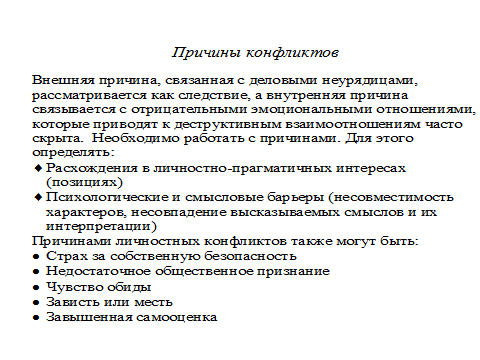 Причины конфликтов
Внешняя причина, связанная с деловыми неурядицами,
рассматривается как следствие, а внутренняя причина
связывается с отрицательными эмоциональными отношениями,
которые приводят к деструктивным взаимоотношениям часто
скрыта. Необходимо работать с причинами. Для этого
определять:
♦ Расхождения в личностно-прагматичных интересах
(позициях)
♦ Психологические и смысловые барьеры (несовместимость
характеров, несовпадение высказываемых смыслов и их
интерпретации)
Причинами личностных конфликтов также могут быть:
● Страх за собственную безопасность
● Недостаточное общественное признание
● Чувство обиды
● Зависть или месть
● Завышенная самооценка